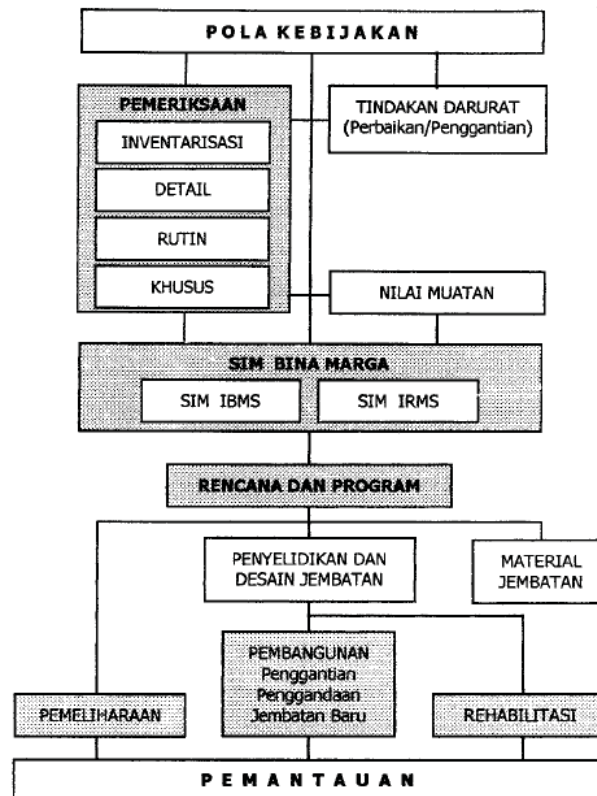 POLA KEBIJAKAN
PEMERIKSAAN
INVENTARISASI
DETAIL
RUTIN
KHUSUS
TINDAKAN DARURAT
(Perbaikan/Penggantian)
NILAI MUATAN
SIM BINA MARGA
SIM IBMS
SIM IRMS
RENCANA DAN PROGRAM
PENYELIDIKAN DAN
DESAIN JEMBATAN
MATERIAL
JEMBATAN
PEMBANGUNAN
Penggantian
Penggandaan
Jembatan Baru
PEMELIHARAAN
REHABILITASI
PEMANTAUAN